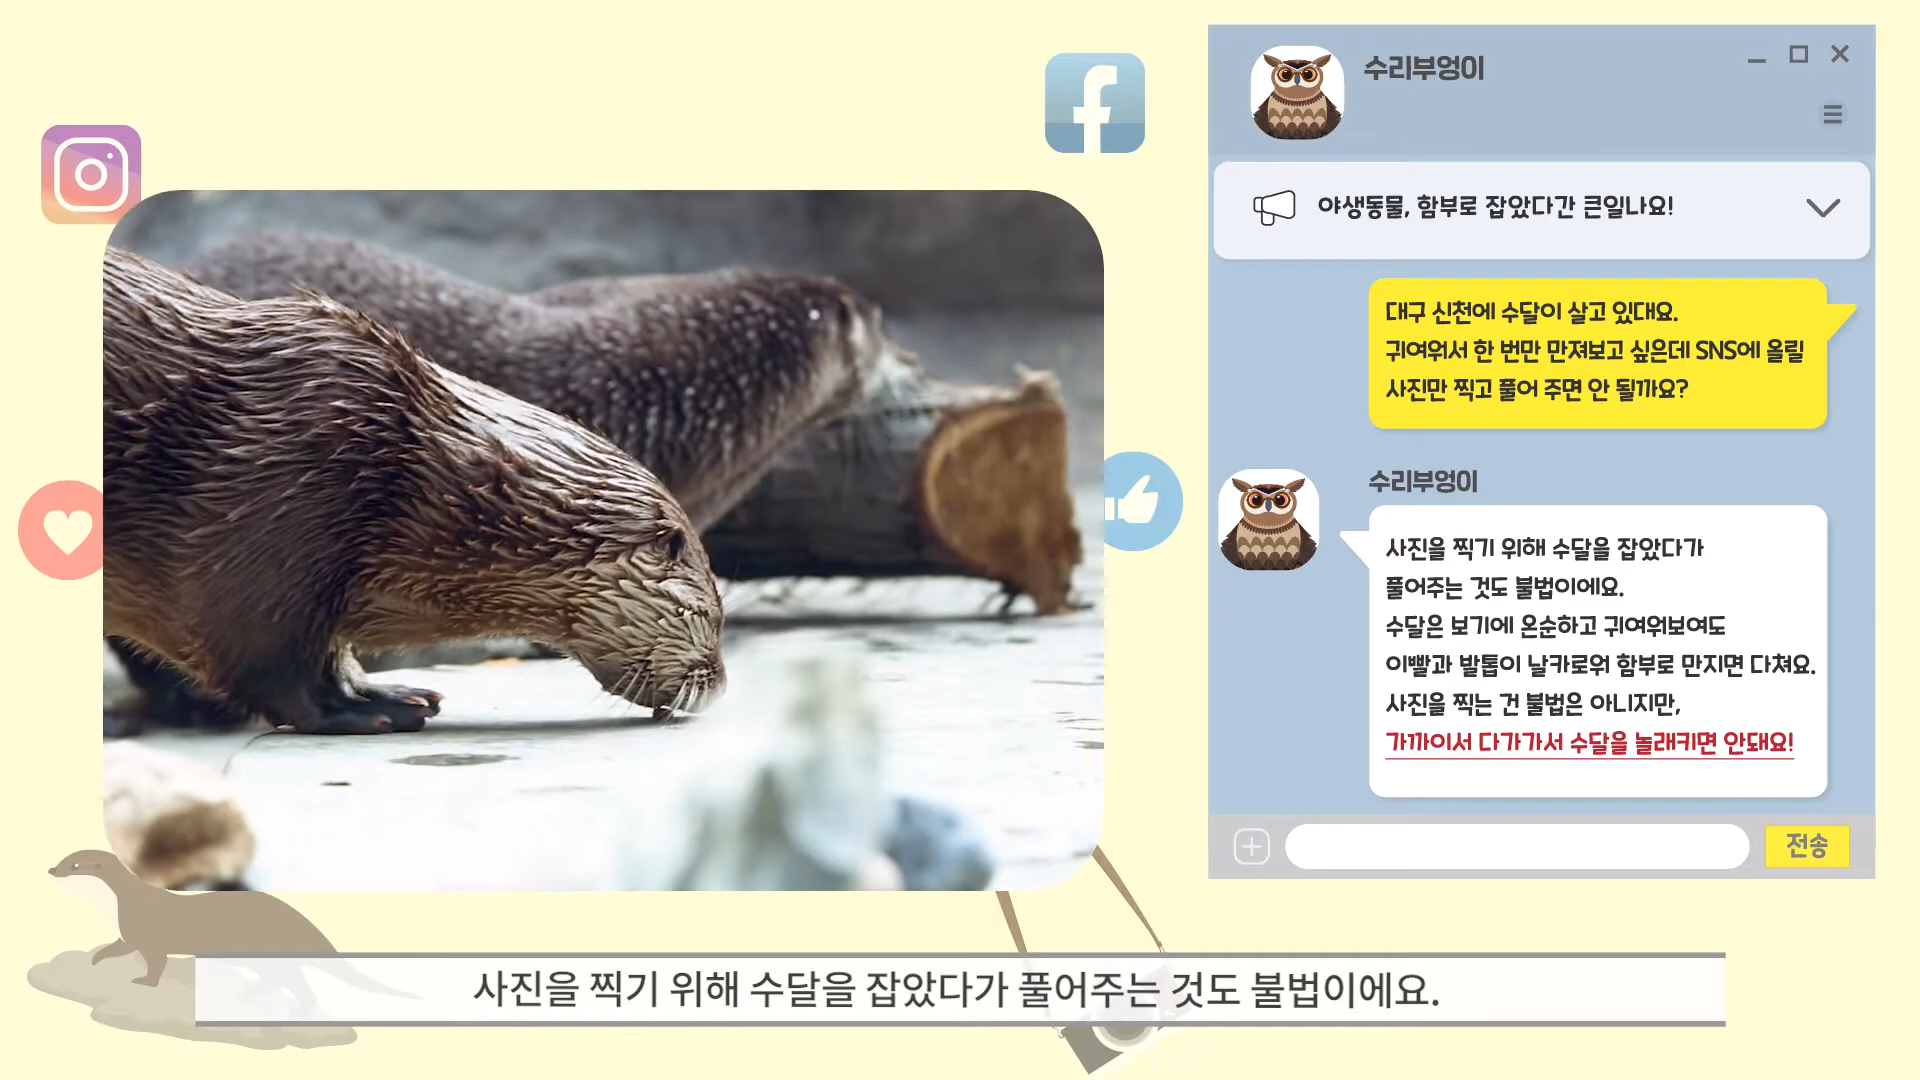 수리부엉이
야생동물, 함부로 잡았다간 큰일나요!
대구 신천에 수달이 살고 있대요.
귀여워서 한 번만 만져보고 싶은데 SNS에 올릴
사진만 찍고 풀어 주면 안 될까요?
수리부엉이
사진을 찍기 위해 수달을 잡았다가
풀어주는 것도 불법이에요.
수달은 보기에 온순하고 귀여워보여도
이빨과 발톱이 날카로워 함부로 만지면 다쳐요.
사진을 찍는 건 불법은 아니지만,
가까이서 다가가서 수달을 놀래키면 안돼요!
전송
사진을 찍기 위해 수달을 잡았다가 풀어주는 것도 불법이에요.